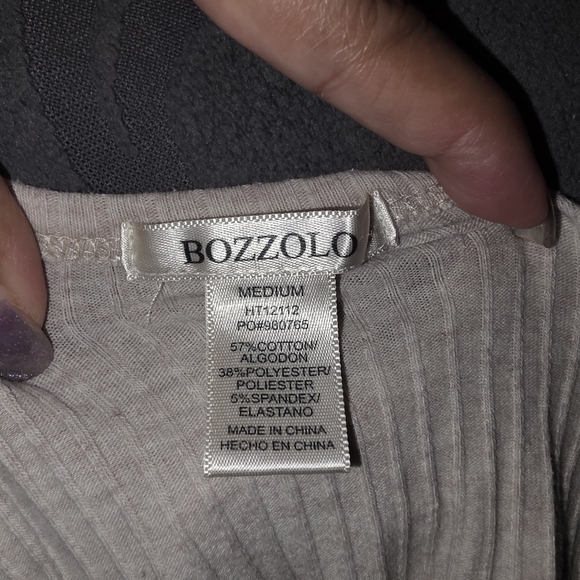 BOZZOLO
MEDIUM
HT12112
PO#980765
57%COTTON/
ALGODON
38%POLYESTER/
POLIESTER
5%SPANDEX/
ELASTANO
MADE IN CHINA
HECHO EN CHINA